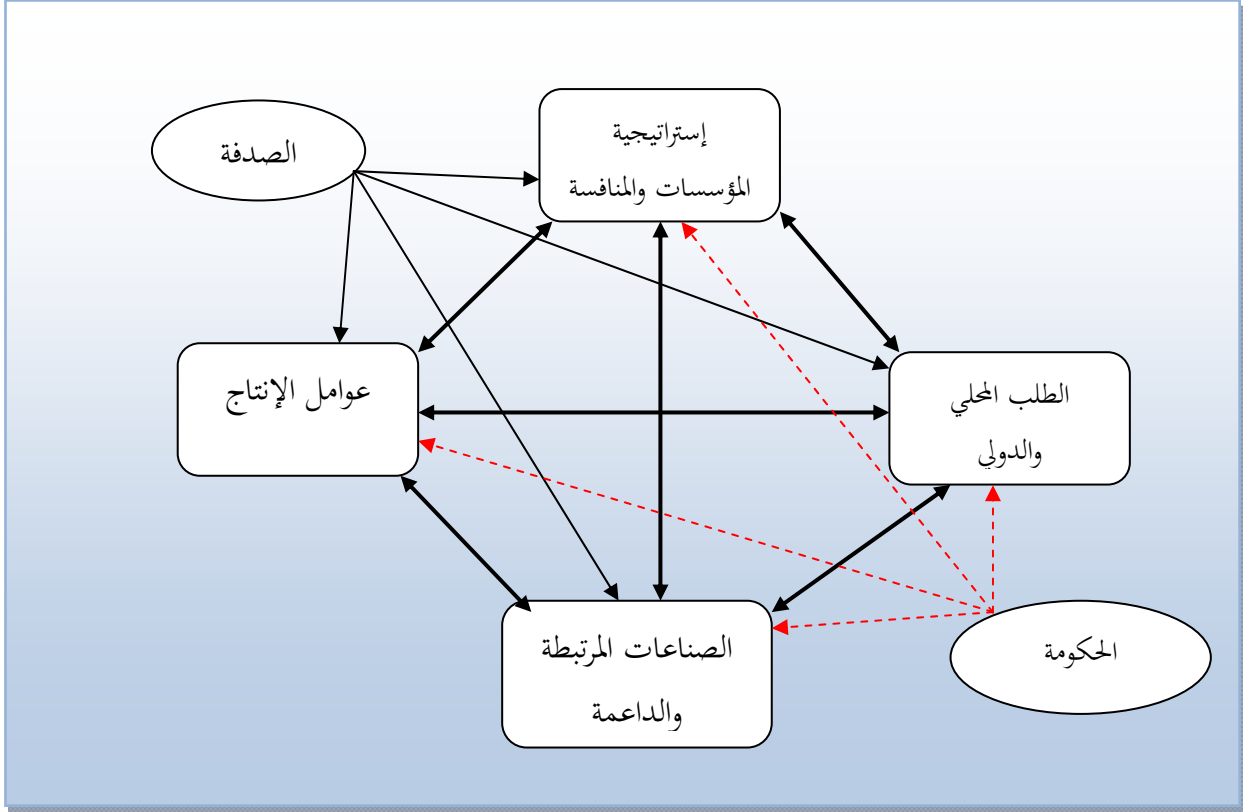 إستراتيجية
المؤسسات والمنافسة
الصدفة
عوامل الإنتاج
الطلب المحلي
والدولي
الصناعات المرتبطة
والداعمة
الحكومة